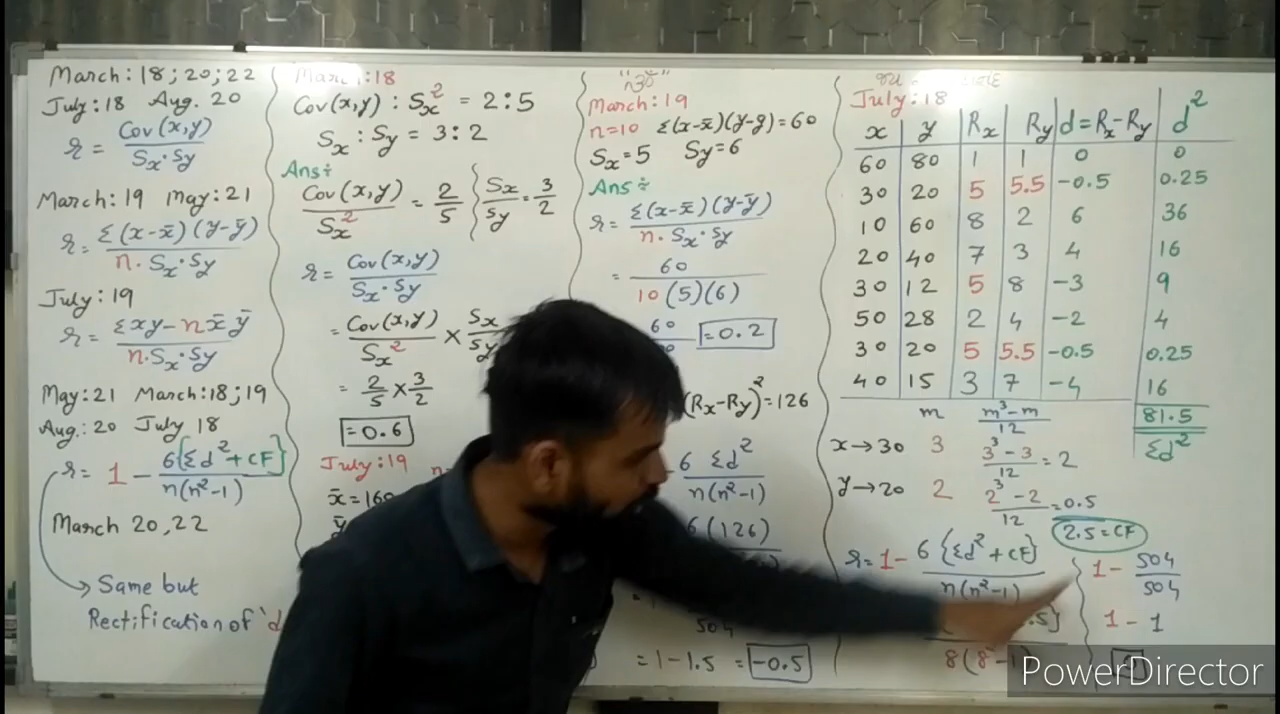 March: 18; 20; 22
July: 18 Aug. 20
r = Cov(x,y) / Sx·Sy
March: 19 May: 21
r = Σ(x-x̄)(y-ȳ) / n·Sx·Sy
July: 19
r = Σxy-nx̄ȳ / n·Sx·Sy
May: 21 March: 18; 19
Aug.: 20 July 18
r = 1 - 6{Σd²+CF} / n(n²-1)
March 20, 22
→ Same but
Rectification of 'd
March: 18
Cov(x,y) : Sx² = 2:5
Sx : Sy = 3:2
Ans÷
Cov(x,y) / Sx² = 2/5 Sx/Sy = 3/2
r = Cov(x,y) / Sx·Sy
= Cov(x,y) / Sx² × Sx/Sy
= 2/5 × 3/2
= 0.6
July: 19
x̄ = 160
ȳ
March: 19
n=10 Σ(x-x̄)(y-ȳ)=60
Sx=5 Sy=6
Ans÷
r = Σ(x-x̄)(y-ȳ) / n·Sx·Sy
= 60 / 10(5)(6)
60 = 0.2
(Rx-Ry)² = 126
6 Σd² / n(n²-1)
6(126)
504
= 1 - 1.5 = -0.5
July: 18
x y Rx Ry d=Rx-Ry d²
60 80 1 1 0 0
30 20 5 5.5 -0.5 0.25
10 60 8 2 6 36
20 40 7 3 4 16
30 12 5 8 -3 9
50 28 2 4 -2 4
30 20 5 5.5 -0.5 0.25
40 15 3 7 -4 16
81.5
Σd²
m m³-m / 12
x→30 3 3³-3 / 12 = 2
y→20 2 2³-2 / 12 = 0.5
2.5 = CF
r = 1 - 6{Σd²+CF} / n(n²-1)
.5}
8(8²-1)
1 - 504/504
1 - 1
PowerDirector